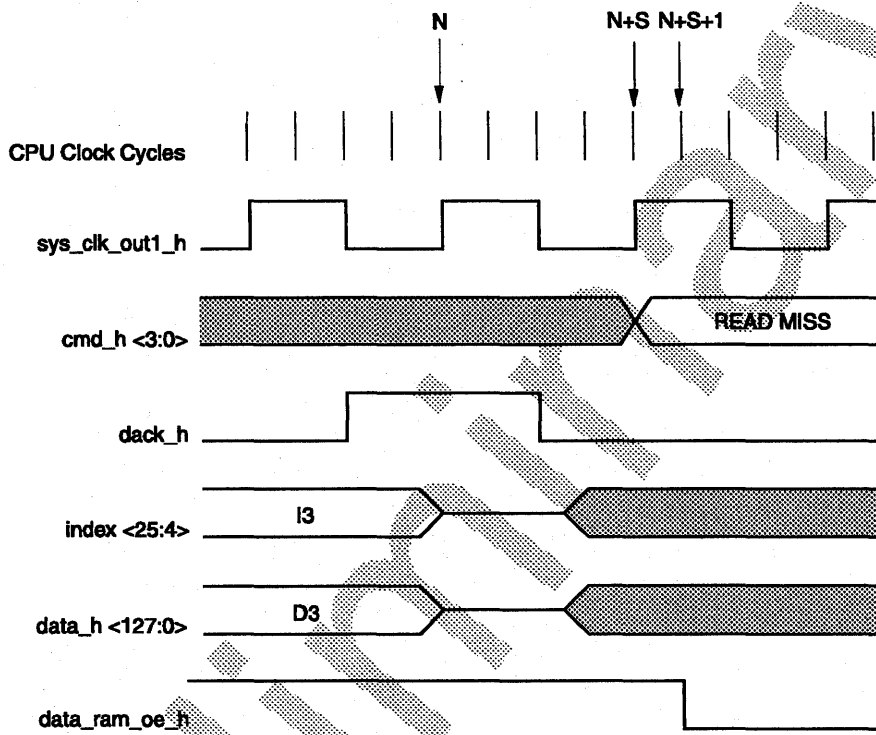 N N+S N+S+1
CPU Clock Cycles
sys_clk_out1_h
cmd_h <3:0> READ MISS
dack_h
index <25:4> I3
data_h <127:0> D3
data_ram_oe_h